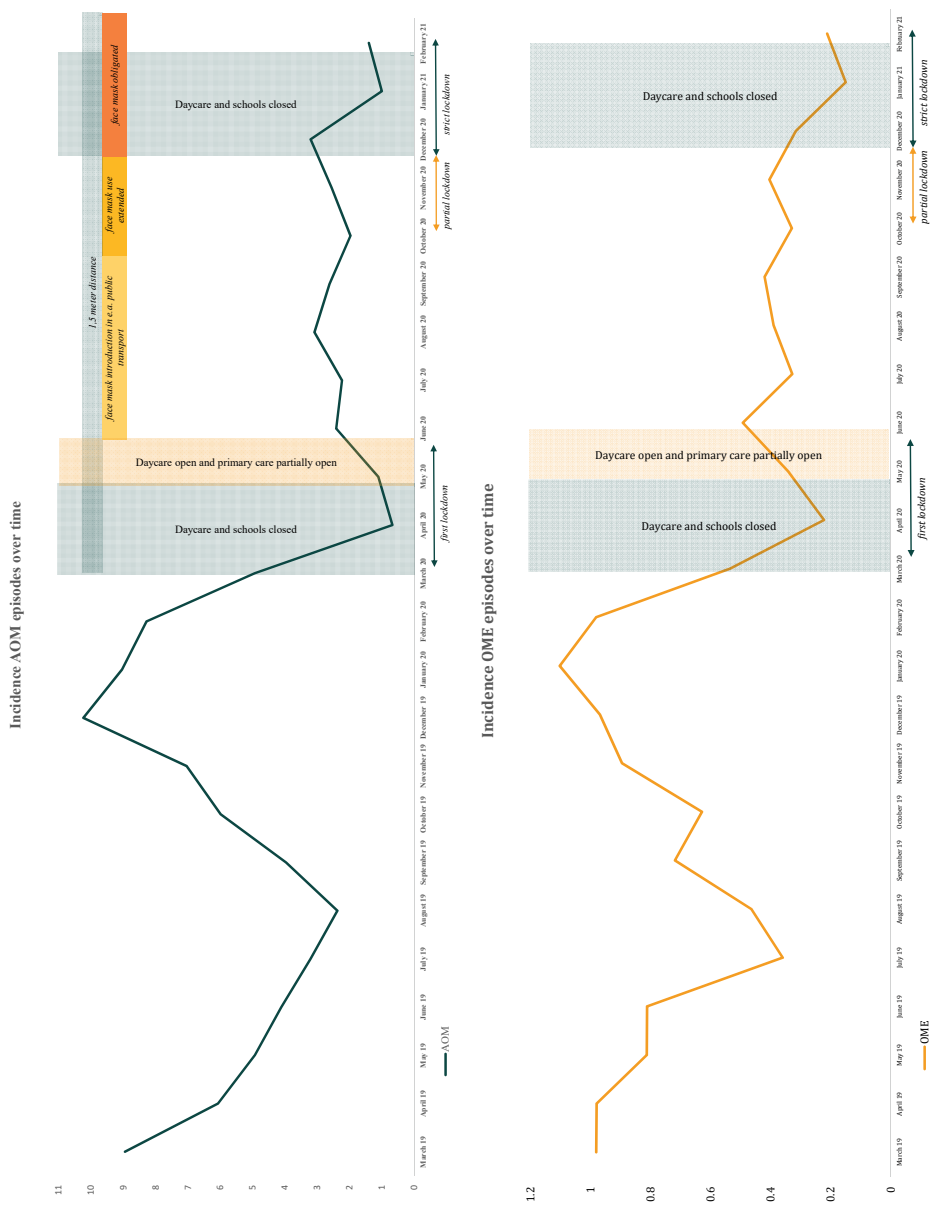 Incidence AOM episodes over time
1,5 meter distance
face mask introduction in e.a. public
transport
face mask use
extended
face mask obligated
Daycare and schools closed
Daycare open and primary care partially open
Daycare and schools closed
11
10
9
8
7
6
5
4
3
2
1
0
March 19
April 19
May 19
June 19
July 19
August 19
September 19
October 19
November 19
December 19
January 20
February 20
March 20
April 20
May 20
June 20
July 20
August 20
September 20
October 20
November 20
December 20
January 21
February 21
first lockdown
partial lockdown
strict lockdown
AOM
Incidence OME episodes over time
Daycare and schools closed
Daycare open and primary care partially open
Daycare and schools closed
1.2
1
0.8
0.6
0.4
0.2
0
March 19
April 19
May 19
June 19
July 19
August 19
September 19
October 19
November 19
December 19
January 20
February 20
March 20
April 20
May 20
June 20
July 20
August 20
September 20
October 20
November 20
December 20
January 21
February 21
first lockdown
partial lockdown
strict lockdown
OME